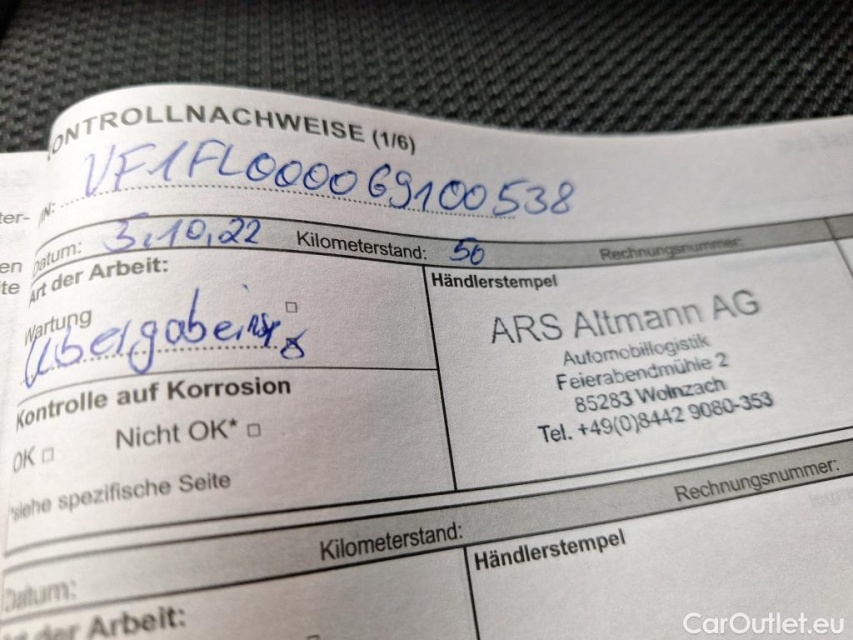 ONTROLLNACHWEISE (1/6)
VF1FL000069100538
Datum: 5.10.22 Kilometerstand: 50 Rechnungsnummer:
Art der Arbeit:
Händlerstempel
Wartung □
ARS Altmann AG
Automobillogistik
Feierabendmühle 2
85283 Wolnzach
Tel. +49(0)8442 9080-353
Kontrolle auf Korrosion
OK □ Nicht OK* □
*siehe spezifische Seite
Datum: Kilometerstand: Rechnungsnummer:
der Arbeit:
Händlerstempel
CarOutlet.eu